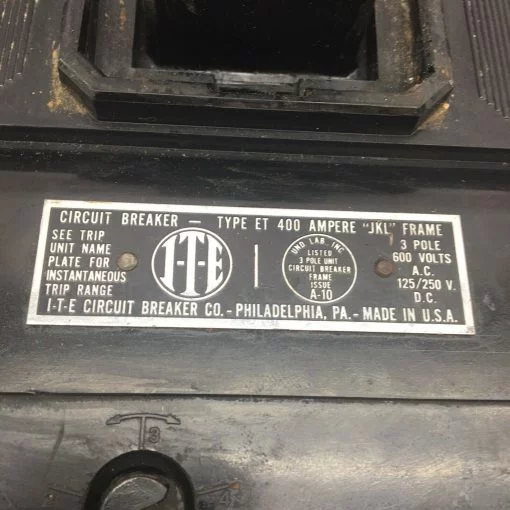 CIRCUIT BREAKER — TYPE ET 400 AMPERE "JKL" FRAME
SEE TRIP
UNIT NAME
PLATE FOR
INSTANTANEOUS
TRIP RANGE
I-T-E
UND. LAB. INC.
LISTED
3 POLE UNIT
CIRCUIT BREAKER
FRAME
ISSUE
A-10
3 POLE
600 VOLTS
A.C.
125/250 V.
D.C.
I-T-E CIRCUIT BREAKER CO. - PHILADELPHIA, PA. - MADE IN U.S.A.